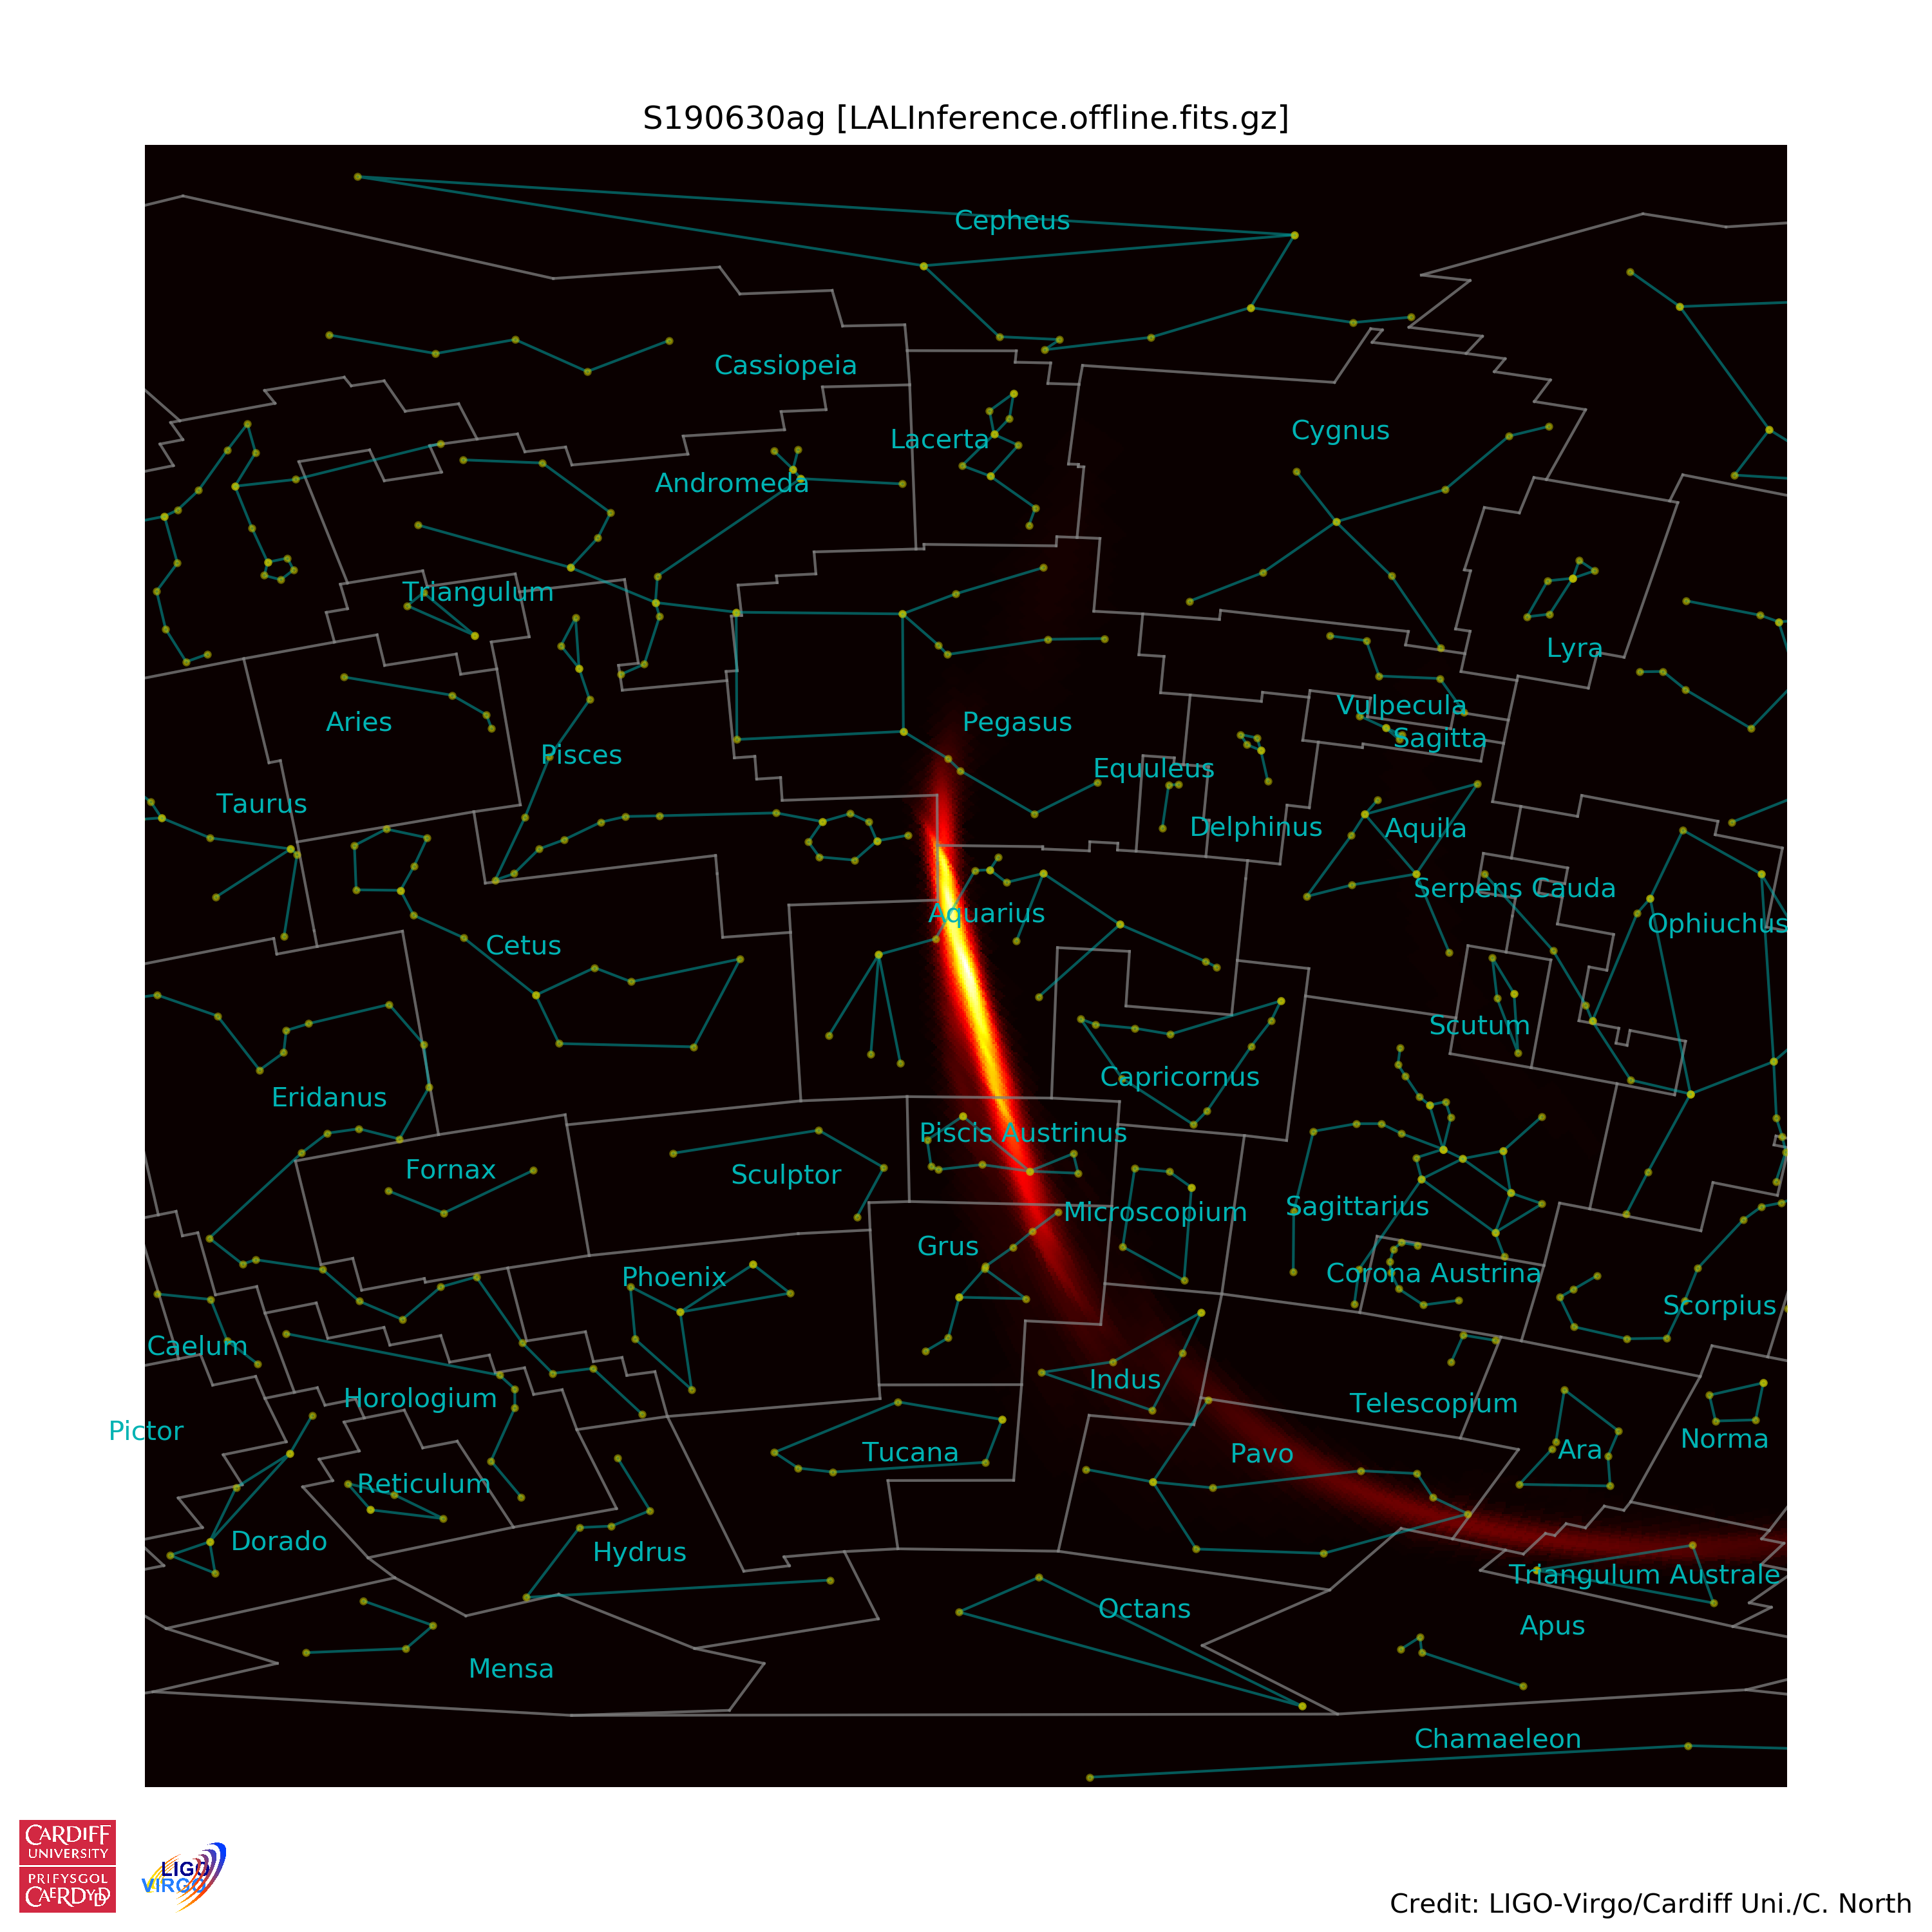 S190630ag [LALInference.offline.fits.gz]
Cepheus
Cassiopeia
Lacerta
Cygnus
Andromeda
Triangulum
Lyra
Aries
Pisces
Pegasus
Vulpecula
Sagitta
Equuleus
Taurus
Delphinus
Aquila
Serpens Cauda
Aquarius
Ophiuchus
Cetus
Scutum
Eridanus
Capricornus
Piscis Austrinus
Fornax
Sculptor
Microscopium
Sagittarius
Grus
Phoenix
Corona Austrina
Scorpius
Caelum
Indus
Horologium
Telescopium
Pictor
Tucana
Pavo
Ara
Norma
Reticulum
Dorado
Hydrus
Triangulum Australe
Octans
Apus
Mensa
Chamaeleon
CARDIFF
UNIVERSITY
PRIFYSGOL
CAERDYDD
LIGO
VIRGO
Credit: LIGO-Virgo/Cardiff Uni./C. North